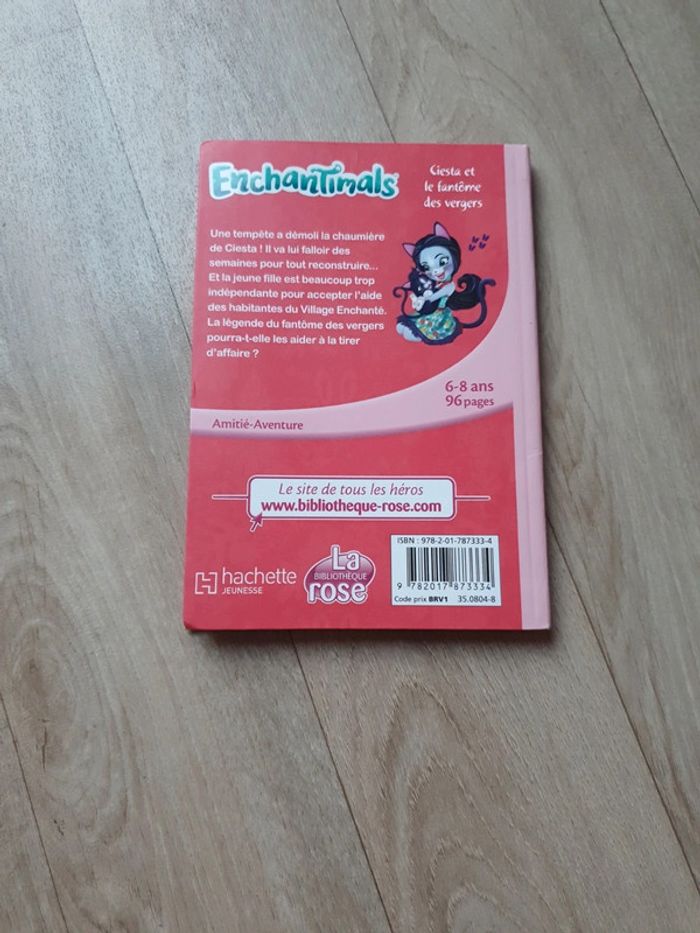 Enchantimals
Ciesta et
le fantôme
des vergers
Une tempête a démoli la chaumière
de Ciesta ! Il va lui falloir des
semaines pour tout reconstruire...
Et la jeune fille est beaucoup trop
indépendante pour accepter l'aide
des habitantes du Village Enchanté.
La légende du fantôme des vergers
pourra-t-elle les aider à la tirer
d'affaire ?
6-8 ans
96 pages
Amitié-Aventure
Le site de tous les héros
www.bibliotheque-rose.com
ISBN : 978-2-01-787333-4
9 782017 873334
Code prix BRV1 35.0804-8
hachette
JEUNESSE
La
BIBLIOTHÈQUE
rose